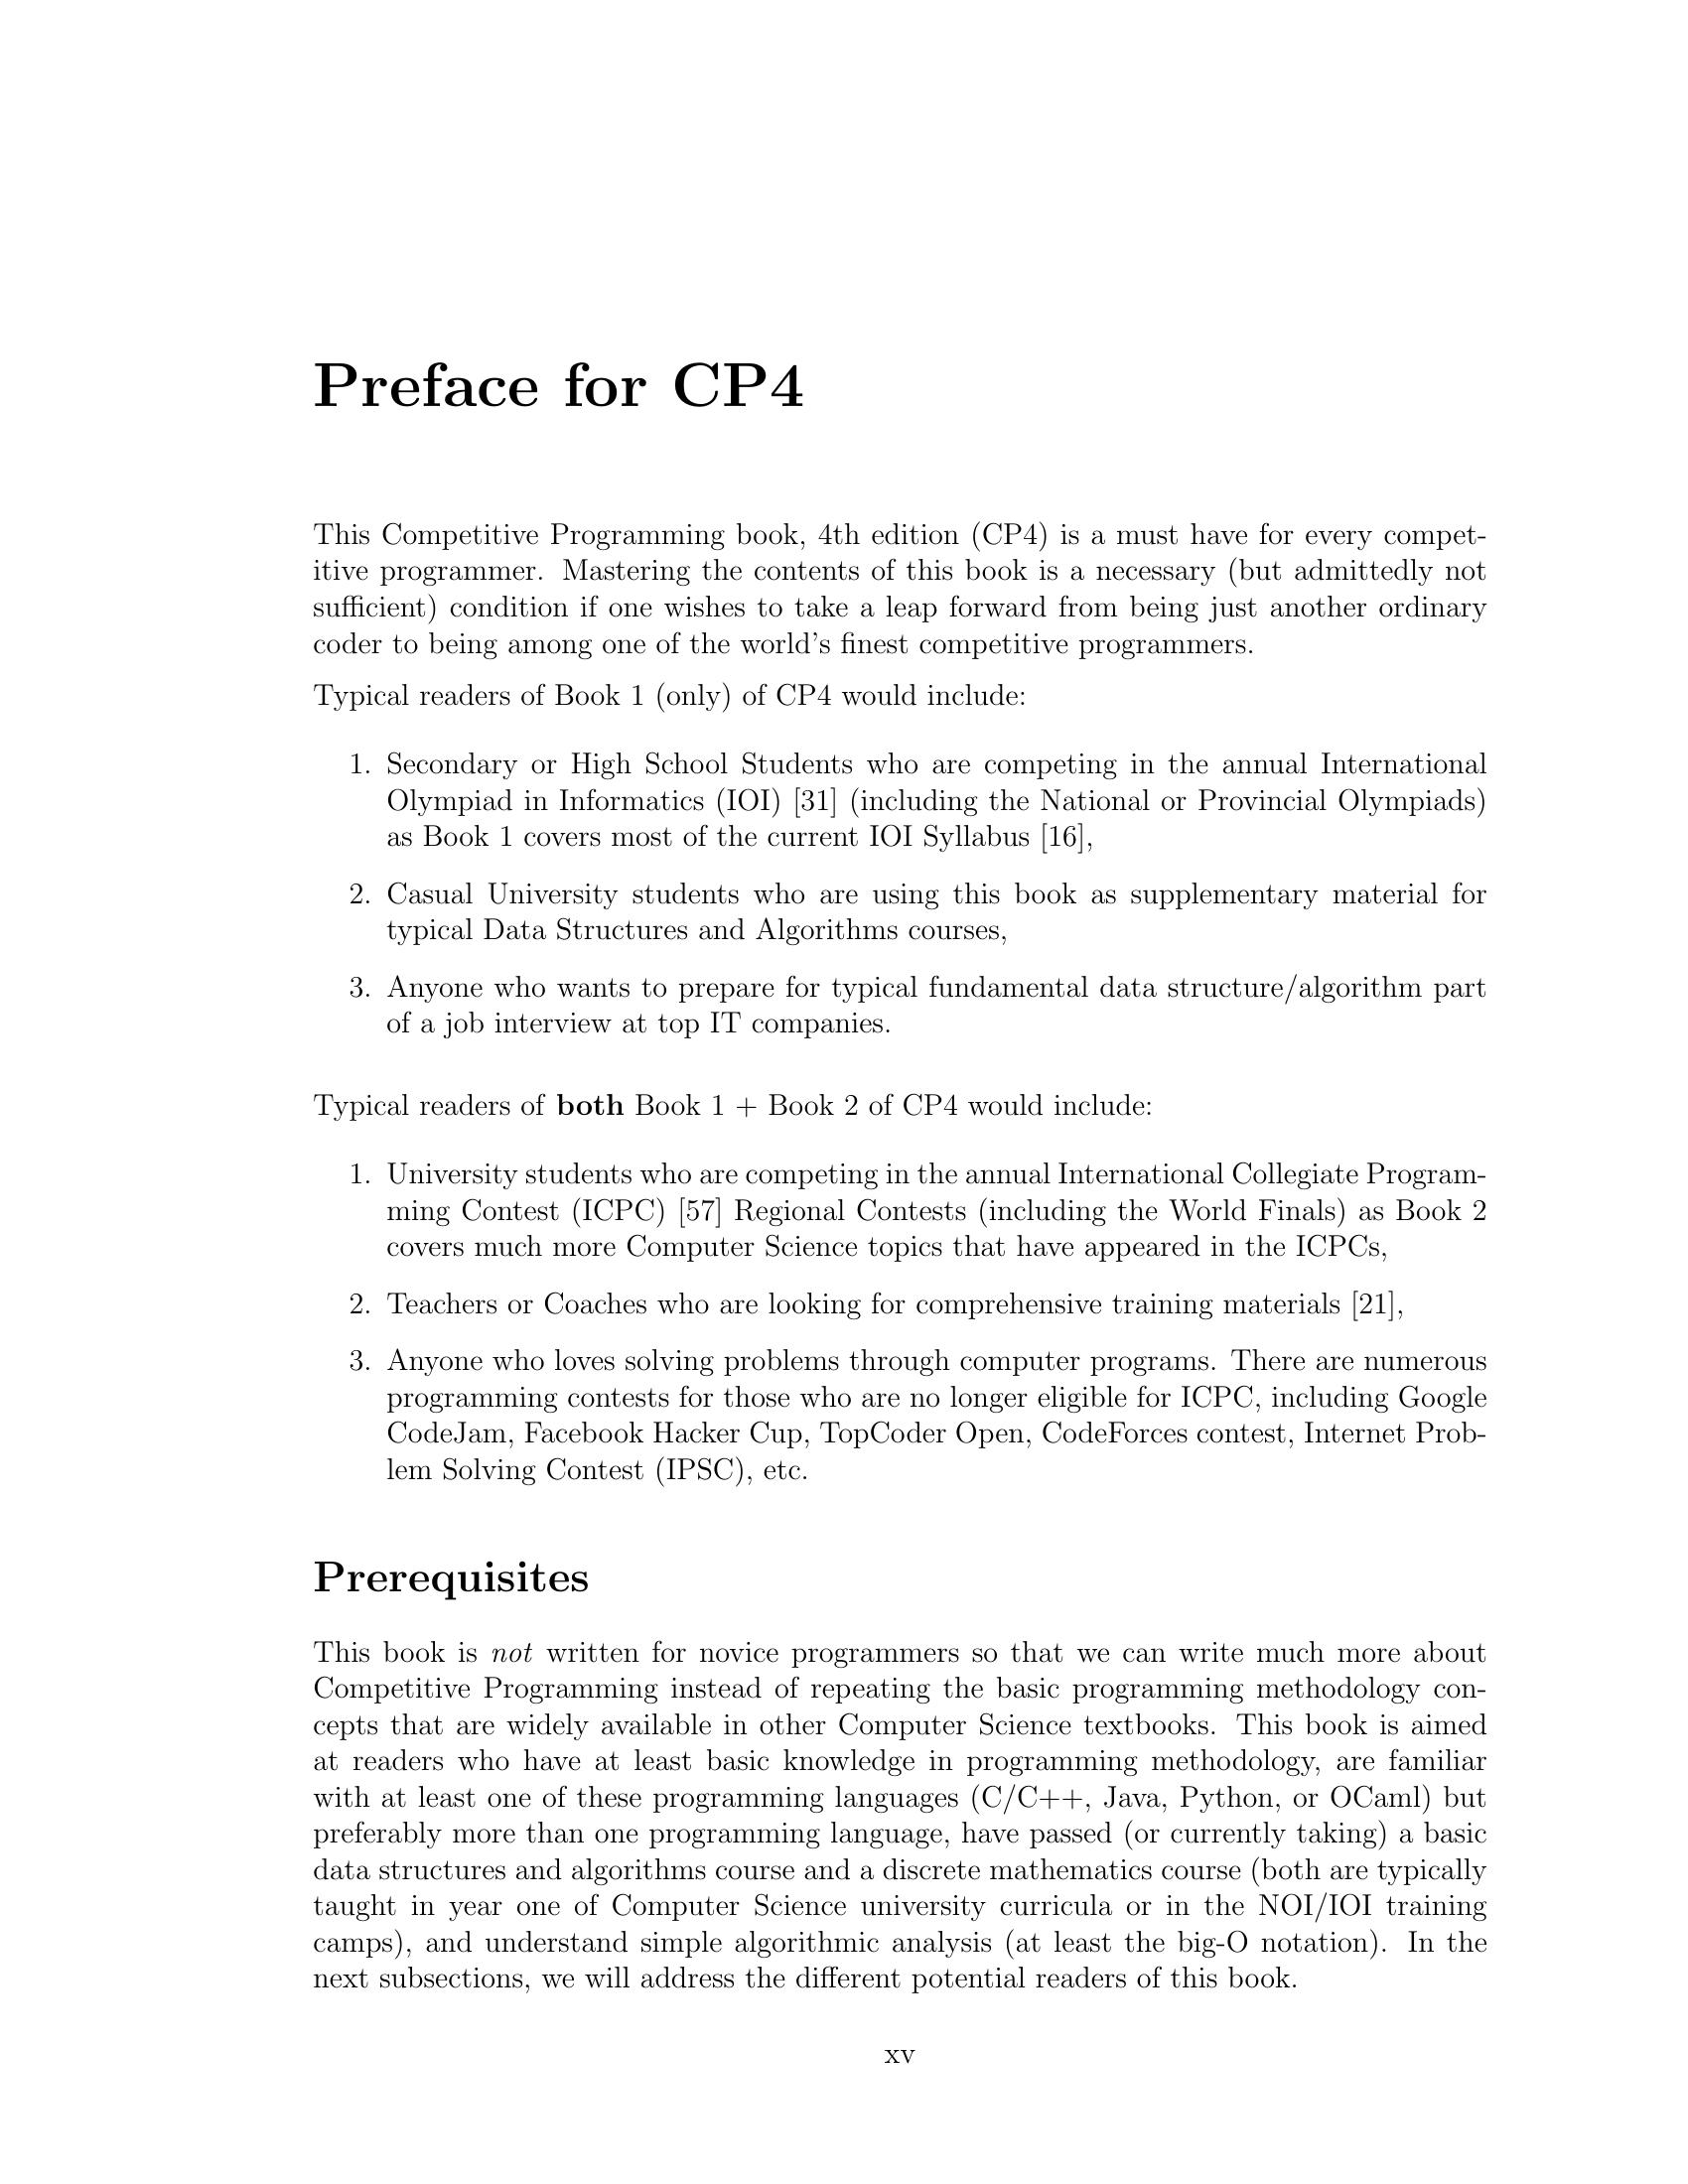 Preface for CP4
This Competitive Programming book, 4th edition (CP4) is a must have for every compet-
itive programmer. Mastering the contents of this book is a necessary (but admittedly not
sufficient) condition if one wishes to take a leap forward from being just another ordinary
coder to being among one of the world's finest competitive programmers.
Typical readers of Book 1 (only) of CP4 would include:
1. Secondary or High School Students who are competing in the annual International
Olympiad in Informatics (IOI) [31] (including the National or Provincial Olympiads)
as Book 1 covers most of the current IOI Syllabus [16],
2. Casual University students who are using this book as supplementary material for
typical Data Structures and Algorithms courses,
3. Anyone who wants to prepare for typical fundamental data structure/algorithm part
of a job interview at top IT companies.
Typical readers of both Book 1 + Book 2 of CP4 would include:
1. University students who are competing in the annual International Collegiate Program-
ming Contest (ICPC) [57] Regional Contests (including the World Finals) as Book 2
covers much more Computer Science topics that have appeared in the ICPCs,
2. Teachers or Coaches who are looking for comprehensive training materials [21],
3. Anyone who loves solving problems through computer programs. There are numerous
programming contests for those who are no longer eligible for ICPC, including Google
CodeJam, Facebook Hacker Cup, TopCoder Open, CodeForces contest, Internet Prob-
lem Solving Contest (IPSC), etc.
Prerequisites
This book is not written for novice programmers so that we can write much more about
Competitive Programming instead of repeating the basic programming methodology con-
cepts that are widely available in other Computer Science textbooks. This book is aimed
at readers who have at least basic knowledge in programming methodology, are familiar
with at least one of these programming languages (C/C++, Java, Python, or OCaml) but
preferably more than one programming language, have passed (or currently taking) a basic
data structures and algorithms course and a discrete mathematics course (both are typically
taught in year one of Computer Science university curricula or in the NOI/IOI training
camps), and understand simple algorithmic analysis (at least the big-O notation). In the
next subsections, we will address the different potential readers of this book.
xv